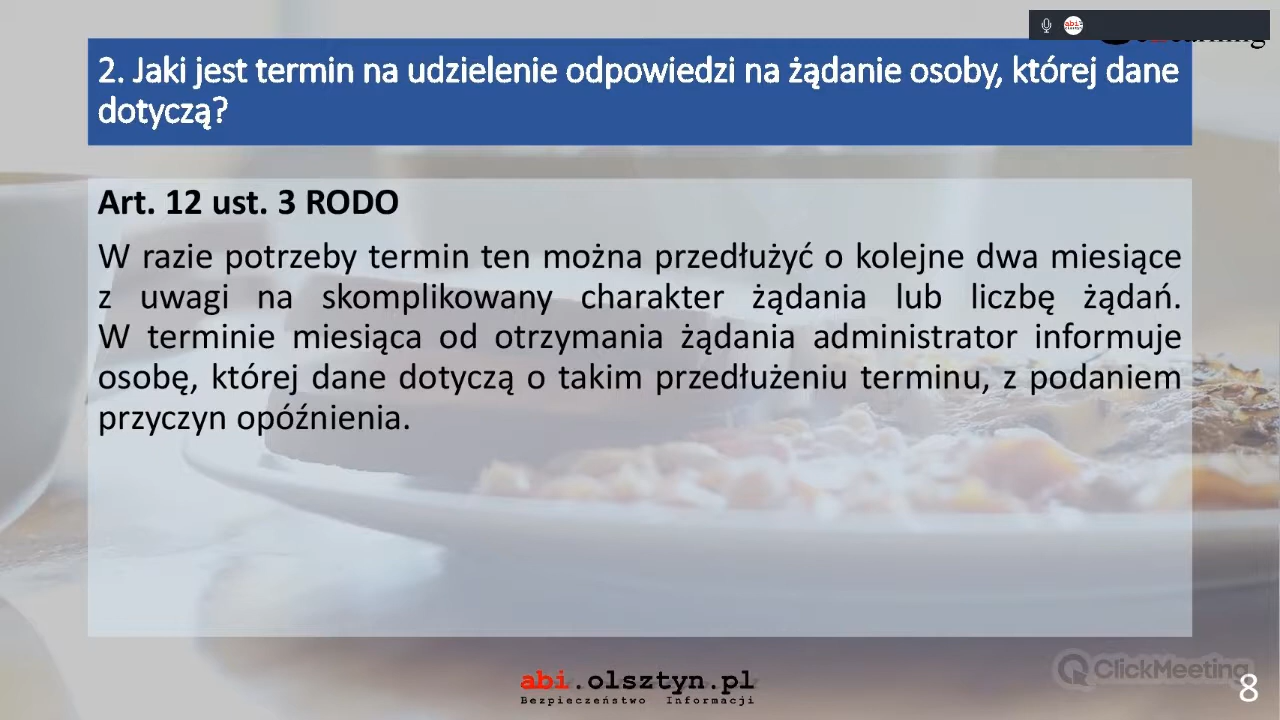 2. Jaki jest termin na udzielenie odpowiedzi na żądanie osoby, której dane
dotyczą?
Art. 12 ust. 3 RODO
W razie potrzeby termin ten można przedłużyć o kolejne dwa miesiące
z uwagi na skomplikowany charakter żądania lub liczbę żądań.
W terminie miesiąca od otrzymania żądania administrator informuje
osobę, której dane dotyczą o takim przedłużeniu terminu, z podaniem
przyczyn opóźnienia.
abi.olsztyn.pl
Bezpieczeństwo Informacji
ClickMeeting
8